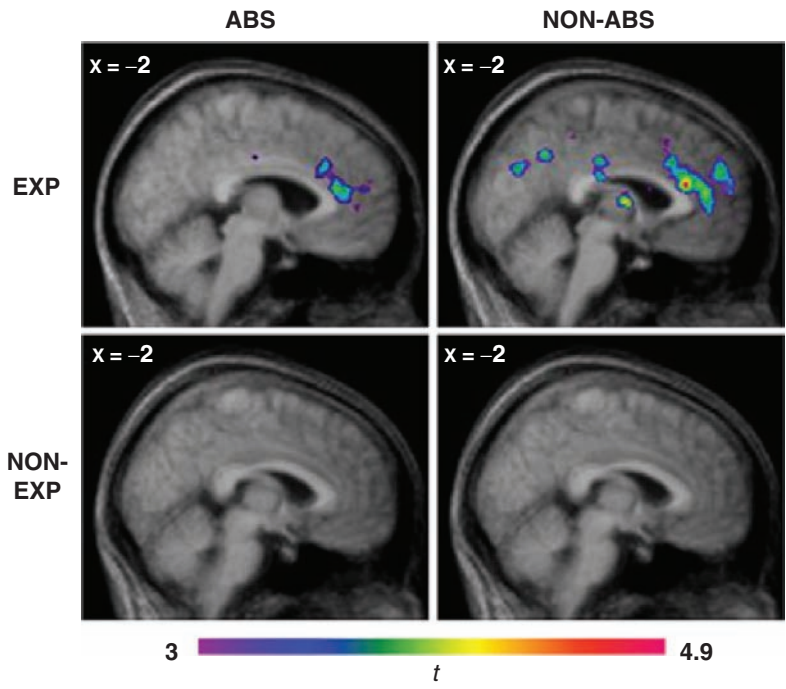 ABS NON-ABS
x = –2 x = –2
EXP
x = –2 x = –2
NON-
EXP
3 4.9
t